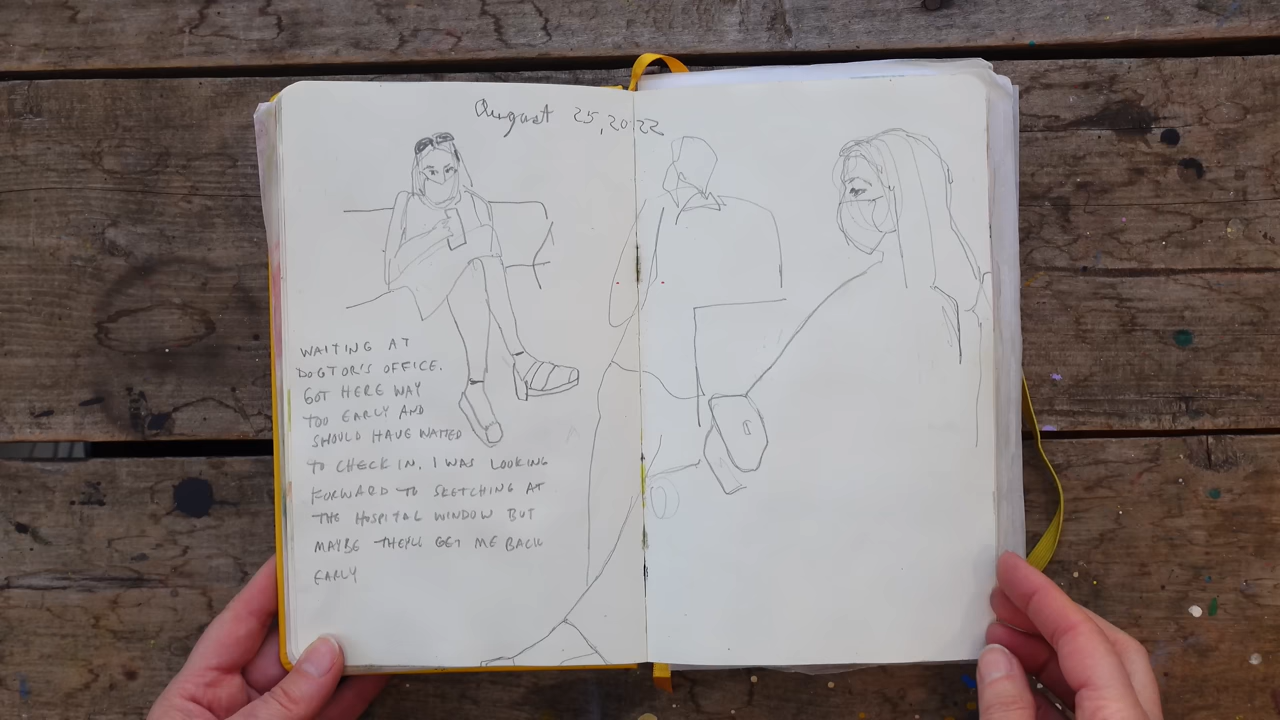 August 25, 2022
WAITING AT
DOCTOR'S OFFICE.
GOT HERE WAY
TOO EARLY AND
SHOULD HAVE WAITED
TO CHECK IN. I WAS LOOKING
FORWARD TO SKETCHING AT
THE HOSPITAL WINDOW BUT
MAYBE THEY'LL GET ME BACK
EARLY